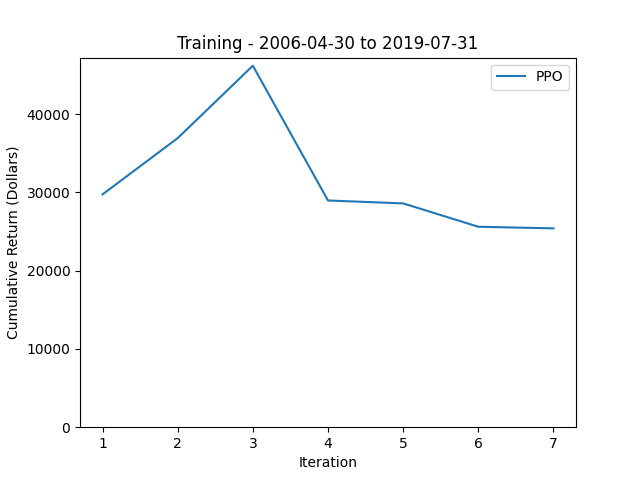 Training - 2006-04-30 to 2019-07-31
PPO
Cumulative Return (Dollars)
40000
30000
20000
10000
0
1 2 3 4 5 6 7
Iteration